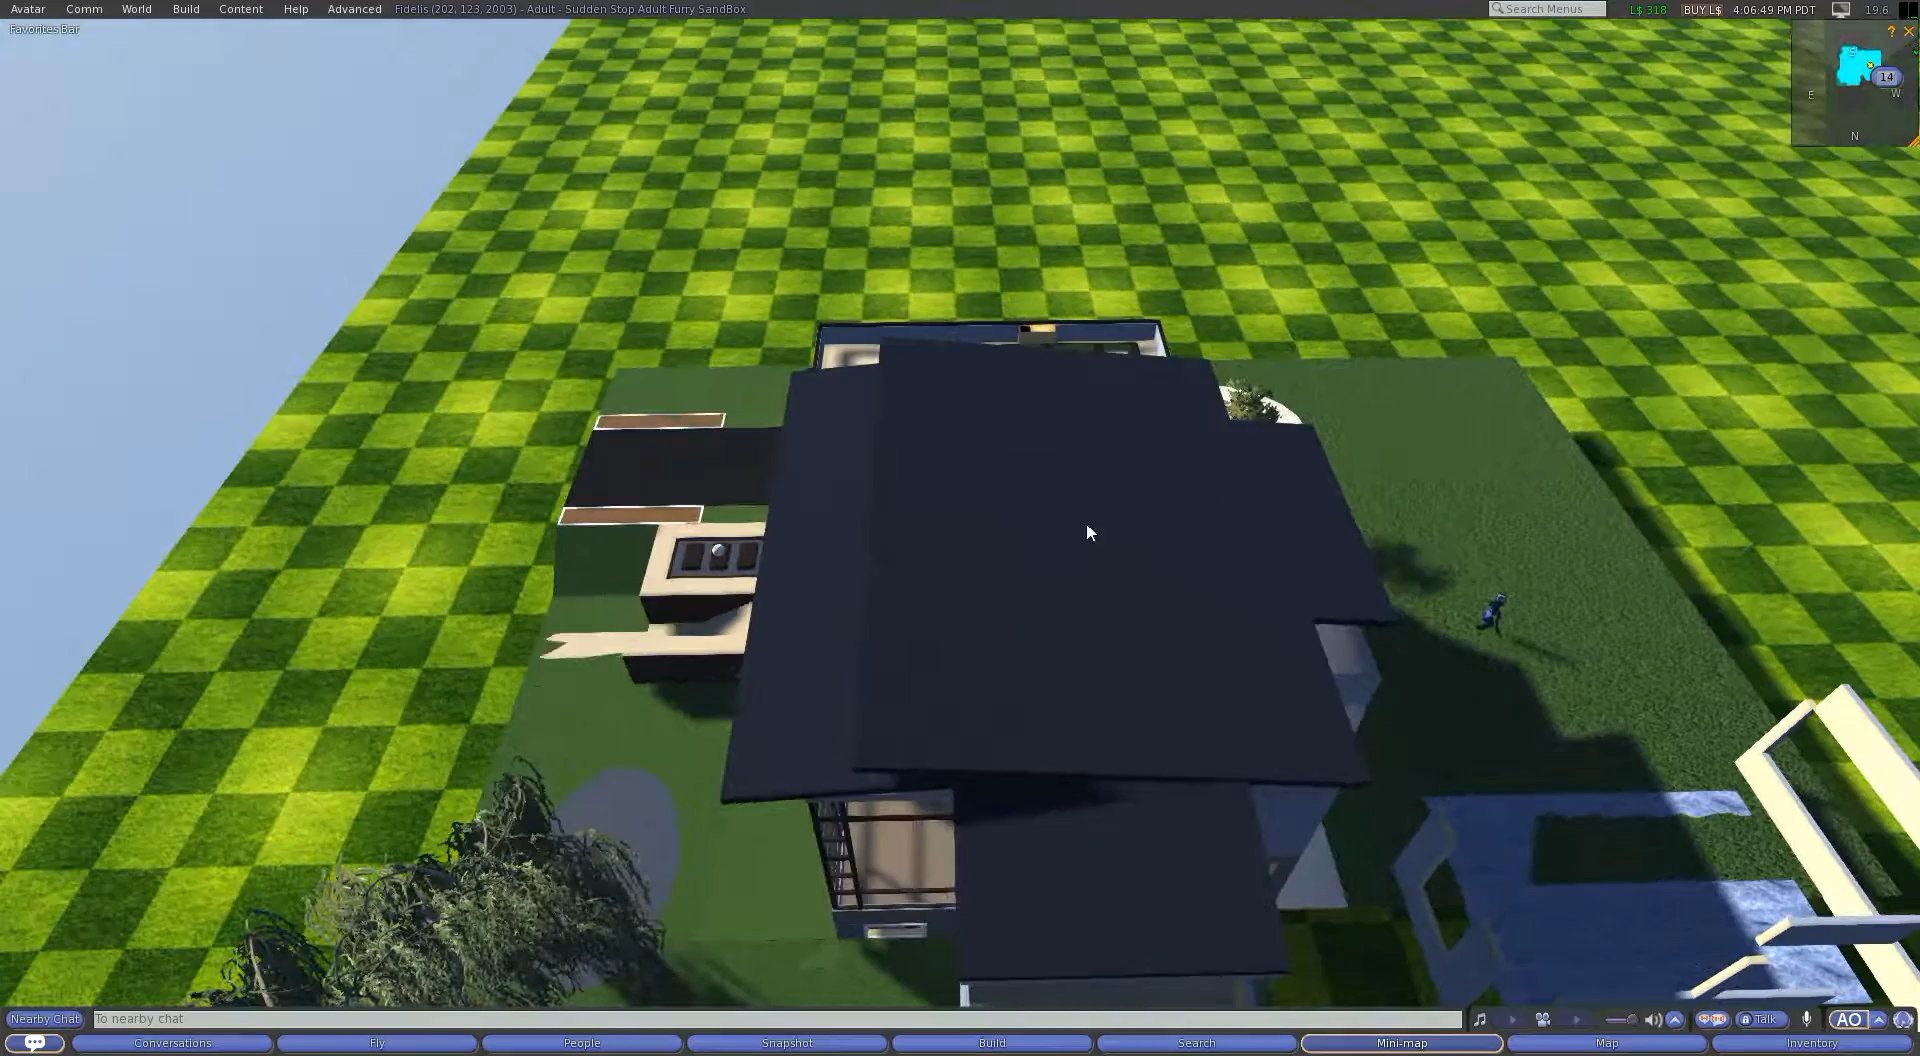 Avatar Comm World Build Content Help Advanced Fidelis (202, 123, 2003) - Adult - Sudden Stop Adult Furry SandBox Search Menus L$ 318 BUY L$ 4:06:49 PM PDT 19.6
Favorites Bar
?
S
14
E W
N
Nearby Chat To nearby chat Talk AO
Conversations Fly People Snapshot Build Search Mini-map Map Inventory